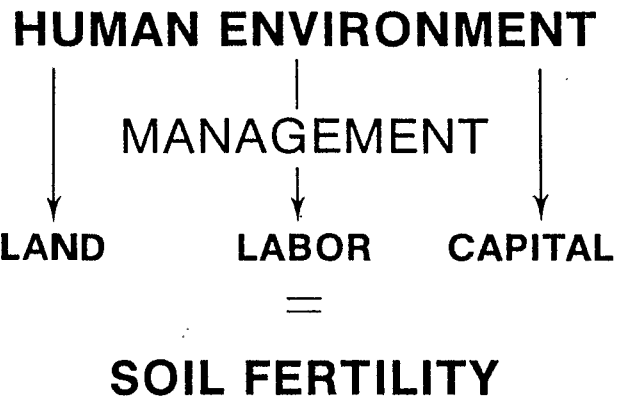 HUMAN ENVIRONMENT
MANAGEMENT
LAND LABOR CAPITAL
=
SOIL FERTILITY